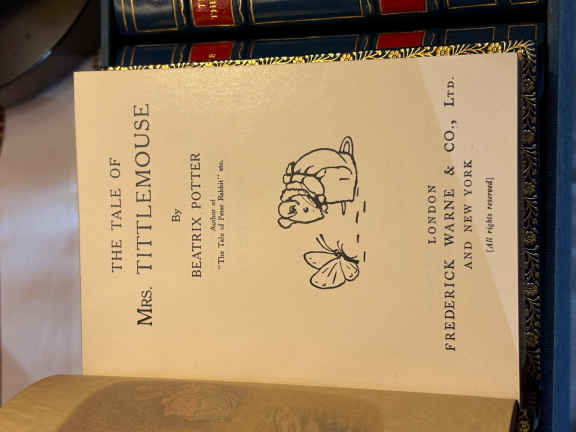 THE TALE OF
MRS. TITTLEMOUSE
By
BEATRIX POTTER
Author of
"The Tale of Peter Rabbit" etc.
LONDON
FREDERICK WARNE & CO., LTD.
AND NEW YORK
[All rights reserved]